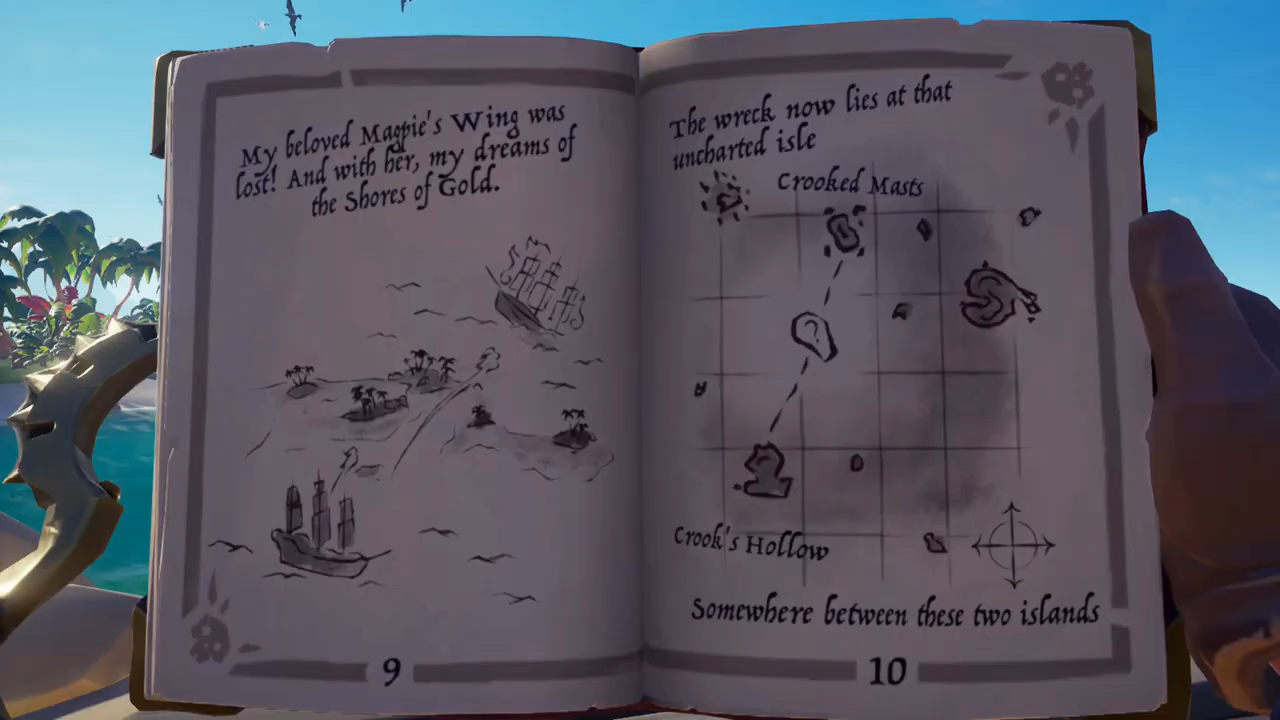 My beloved Magpie's Wing was
lost! And with her, my dreams of
the Shores of Gold.
9
The wreck now lies at that
uncharted isle
Crooked Masts
?
Crook's Hollow
Somewhere between these two islands
10